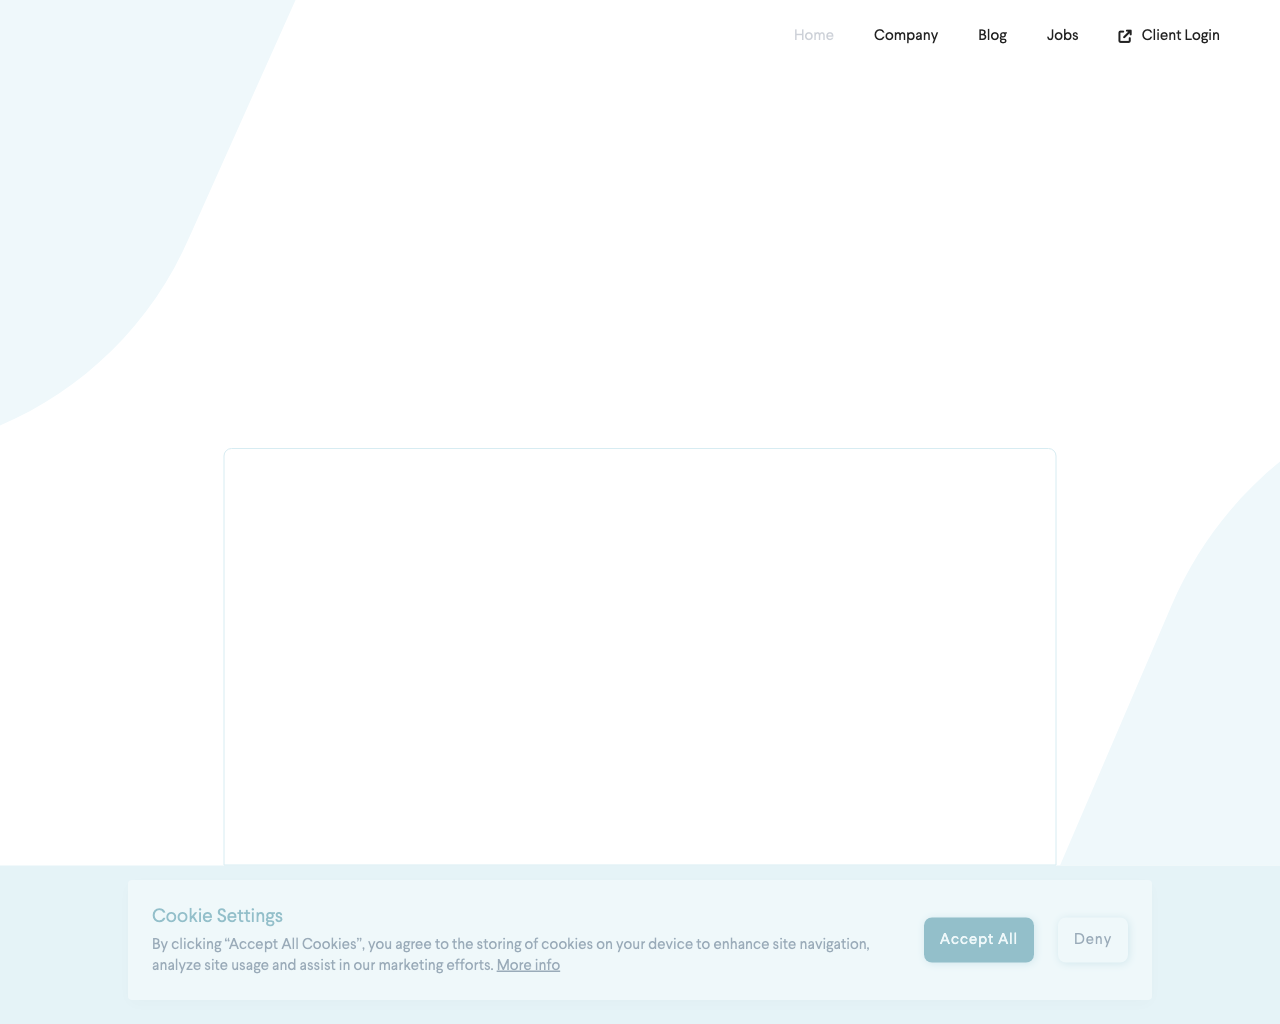 Home Company Blog Jobs Client Login
Cookie Settings
By clicking “Accept All Cookies”, you agree to the storing of cookies on your device to enhance site navigation,
analyze site usage and assist in our marketing efforts. More info
Accept All Deny